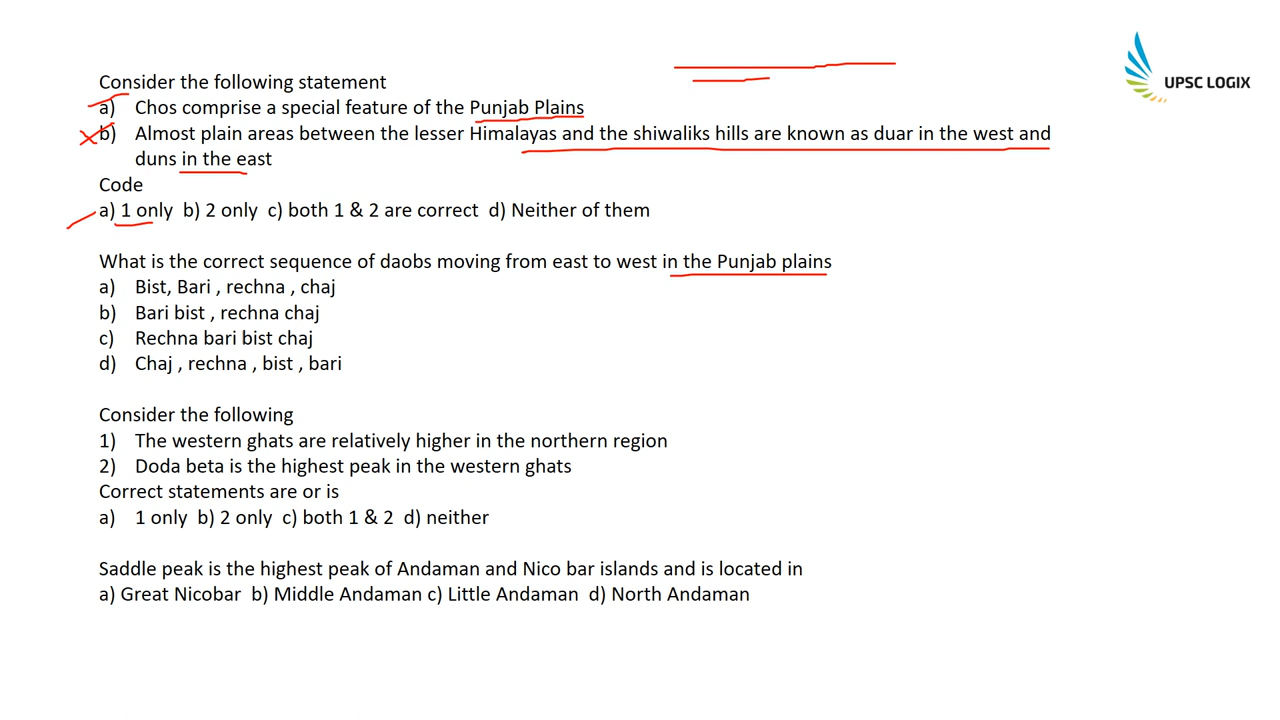 UPSC LOGIX
Consider the following statement
a) Chos comprise a special feature of the Punjab Plains
b) Almost plain areas between the lesser Himalayas and the shiwaliks hills are known as duar in the west and
duns in the east
Code
a) 1 only b) 2 only c) both 1 & 2 are correct d) Neither of them
What is the correct sequence of daobs moving from east to west in the Punjab plains
a) Bist, Bari , rechna , chaj
b) Bari bist , rechna chaj
c) Rechna bari bist chaj
d) Chaj , rechna , bist , bari
Consider the following
1) The western ghats are relatively higher in the northern region
2) Doda beta is the highest peak in the western ghats
Correct statements are or is
a) 1 only b) 2 only c) both 1 & 2 d) neither
Saddle peak is the highest peak of Andaman and Nico bar islands and is located in
a) Great Nicobar b) Middle Andaman c) Little Andaman d) North Andaman